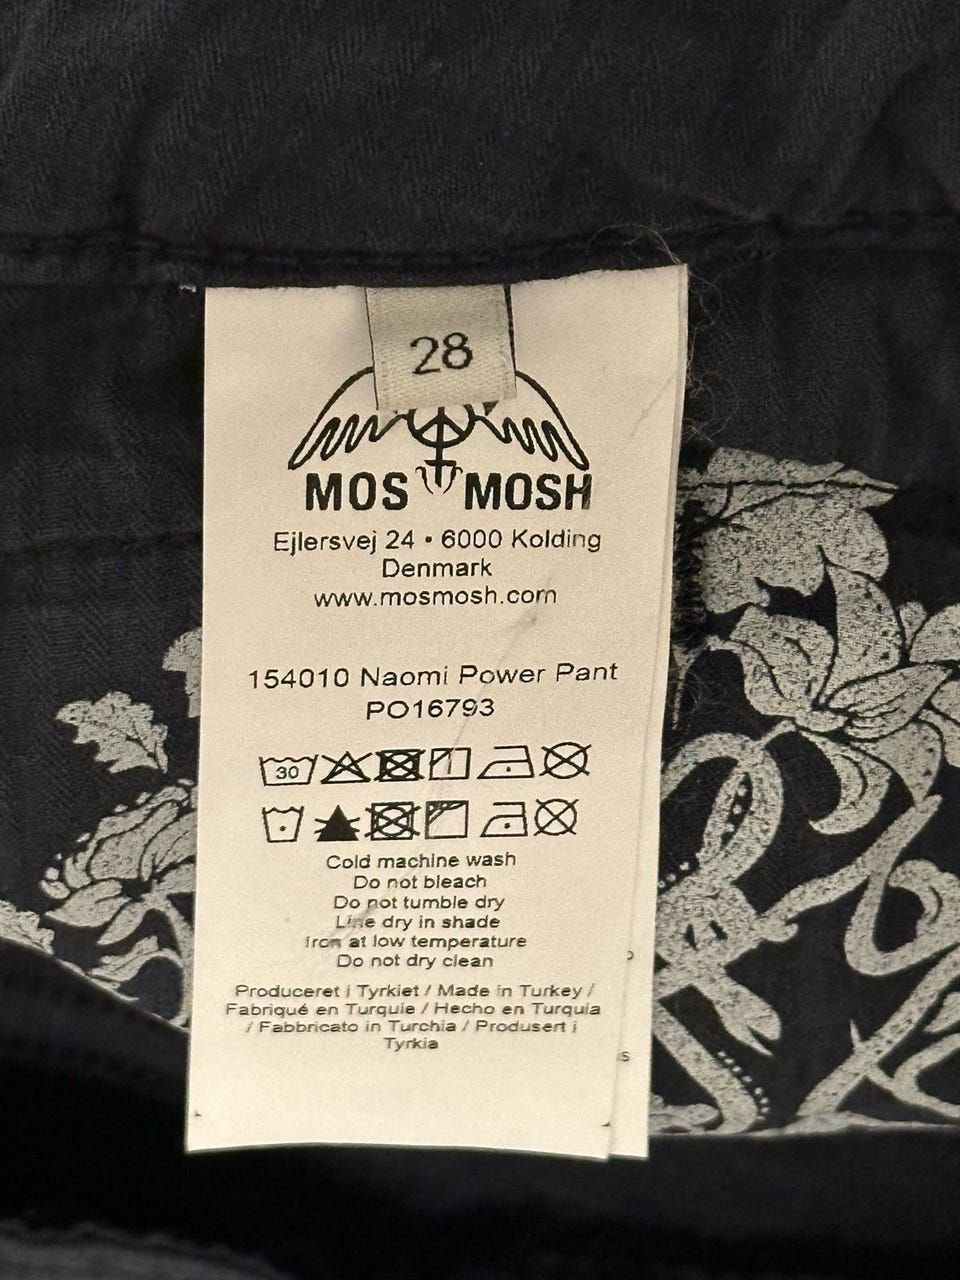 28
MOS MOSH
Ejlersvej 24 • 6000 Kolding
Denmark
www.mosmosh.com
154010 Naomi Power Pant
PO16793
30
Cold machine wash
Do not bleach
Do not tumble dry
Line dry in shade
Iron at low temperature
Do not dry clean
Produceret i Tyrkiet / Made in Turkey /
Fabriqué en Turquie / Hecho en Turquia
/ Fabbricato in Turchia / Produsert i
Tyrkia